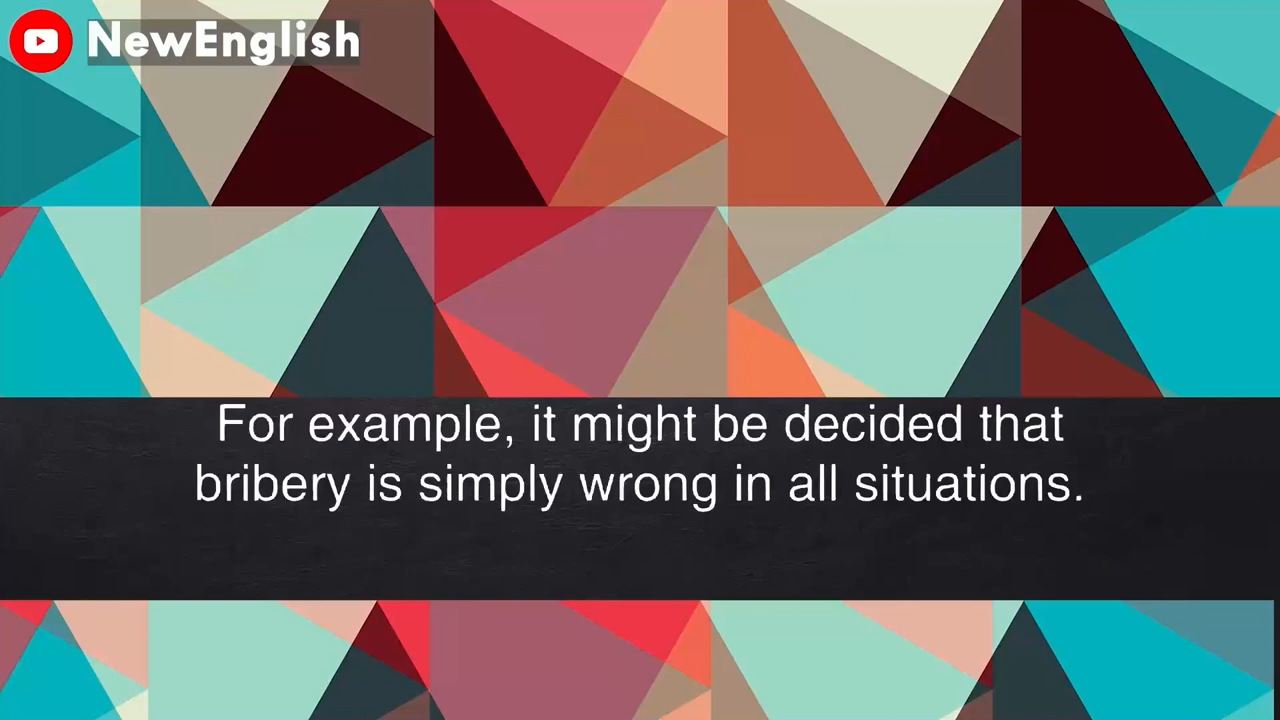 NewEnglish
For example, it might be decided that
bribery is simply wrong in all situations.